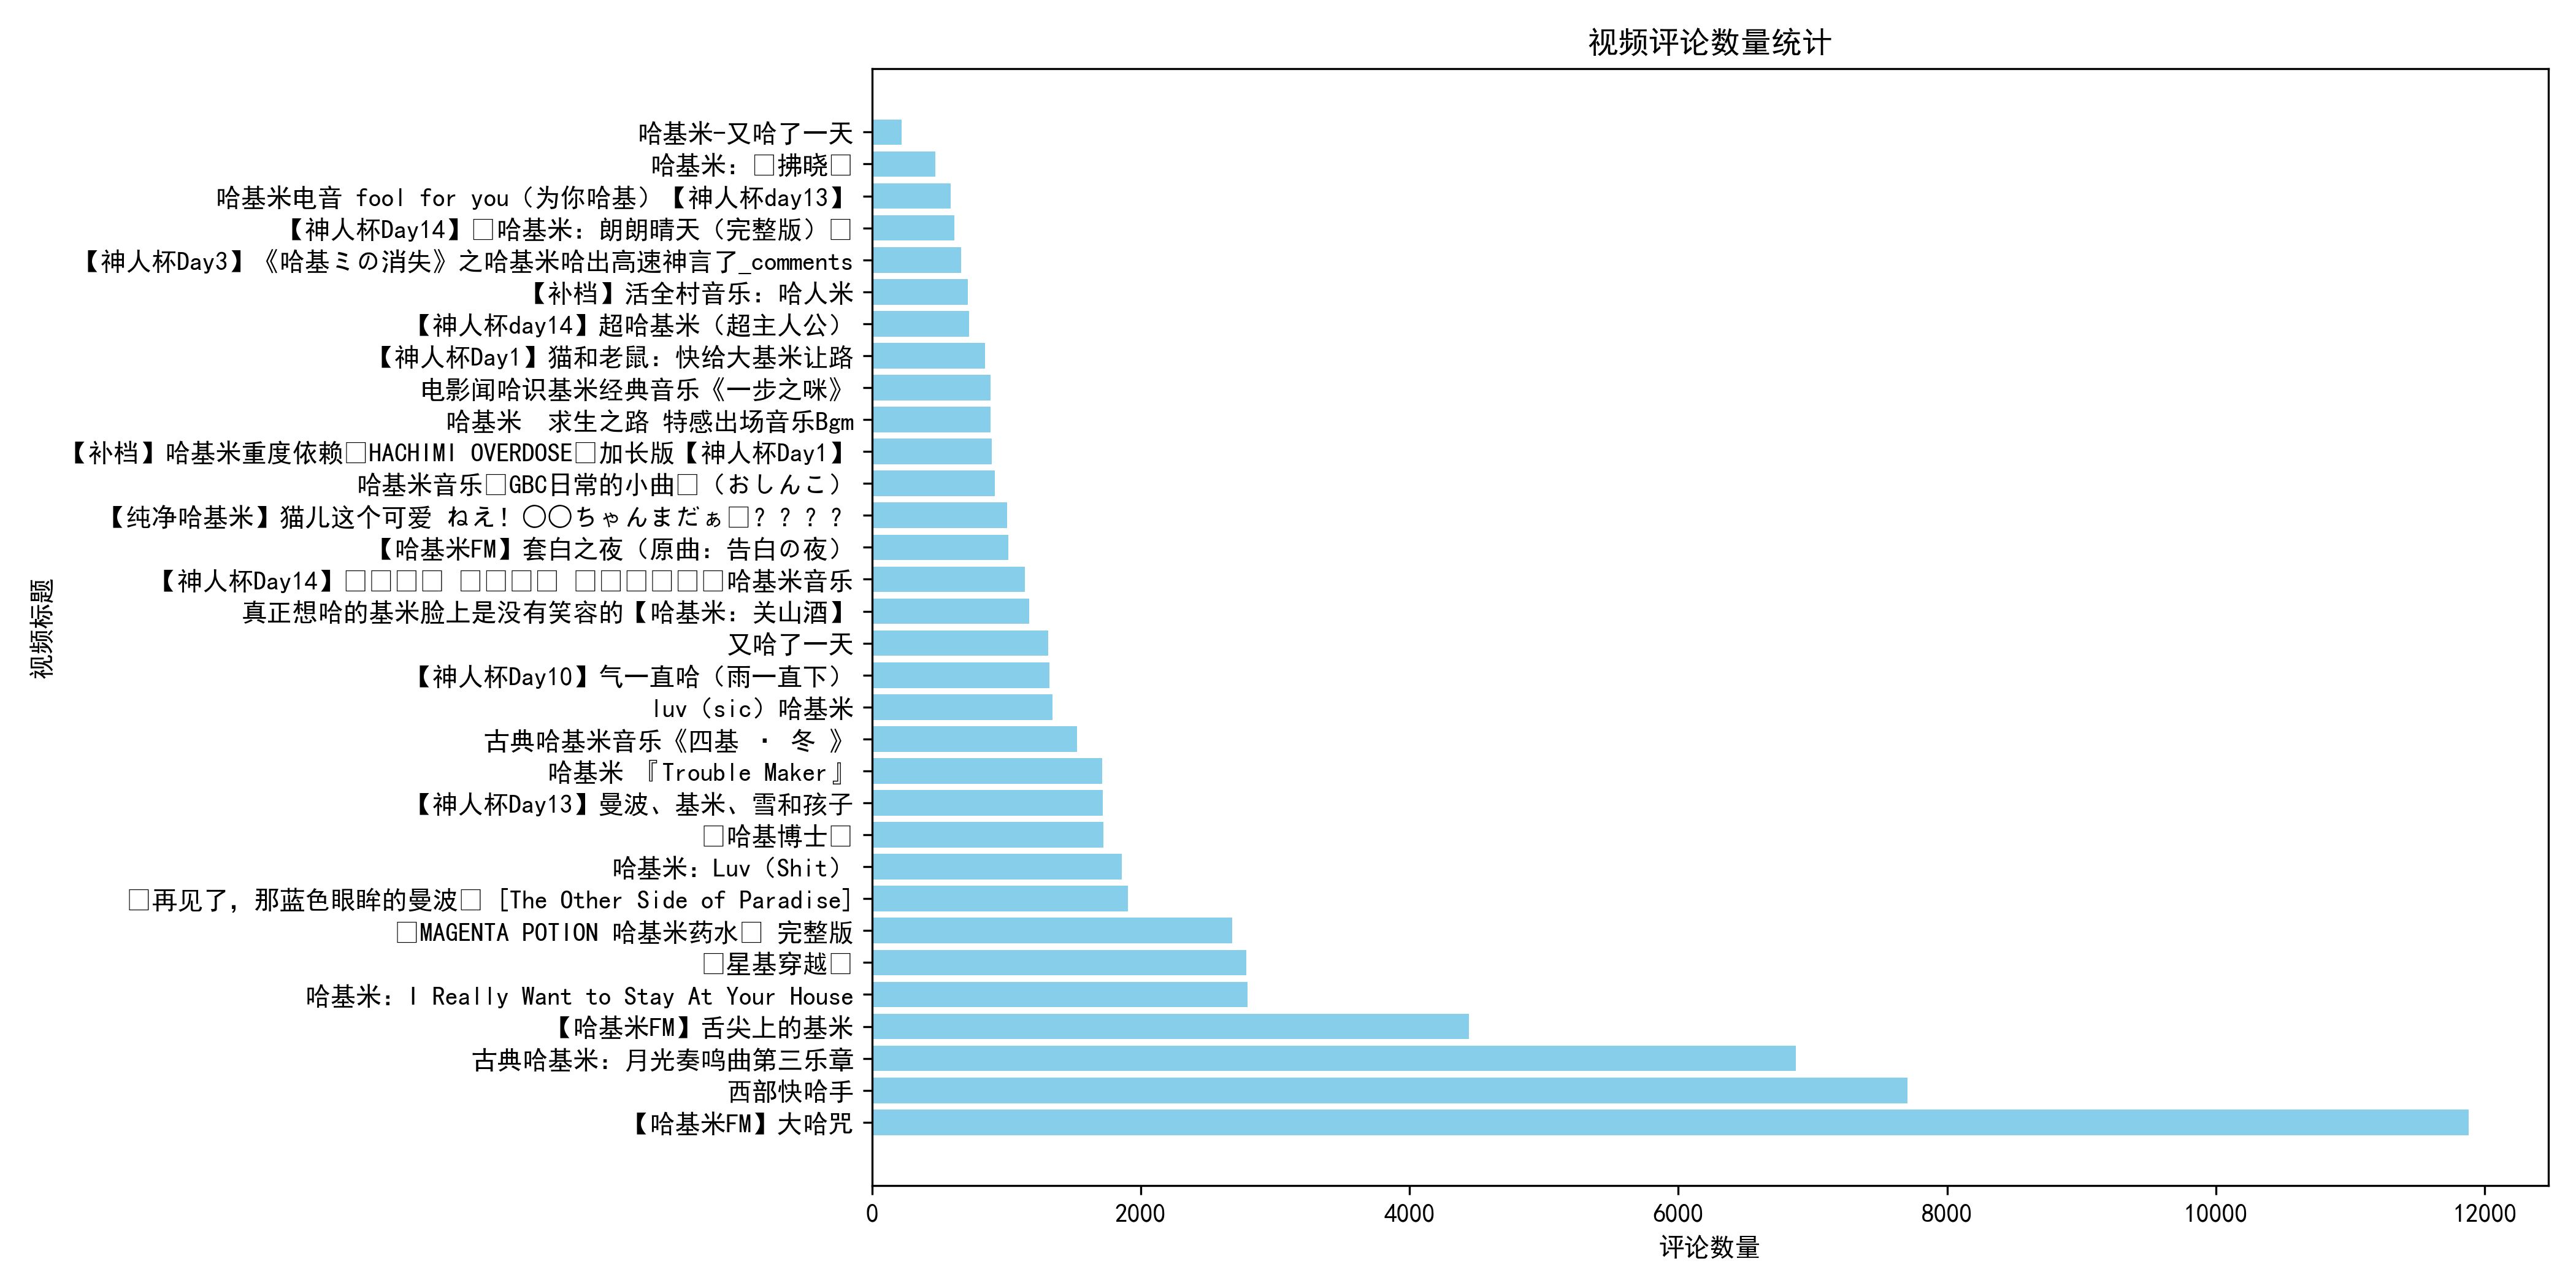 视频评论数量统计
哈基米-又哈了一天
哈基米：□拂晓□
哈基米电音 fool for you（为你哈基）【神人杯day13】
【神人杯Day14】□哈基米：朗朗晴天（完整版）□
【神人杯Day3】《哈基ミの消失》之哈基米哈出高速神言了_comments
【补档】活全村音乐：哈人米
【神人杯day14】超哈基米（超主人公）
【神人杯Day1】猫和老鼠：快给大基米让路
电影闻哈识基米经典音乐《一步之咪》
哈基米  求生之路 特感出场音乐Bgm
【补档】哈基米重度依赖□HACHIMI OVERDOSE□加长版【神人杯Day1】
哈基米音乐□GBC日常的小曲□（おしんこ）
【纯净哈基米】猫儿这个可爱 ねえ！〇〇ちゃんまだぁ□？？？？
【哈基米FM】套白之夜（原曲：告白の夜）
【神人杯Day14】□□□□ □□□□ □□□□□□哈基米音乐
真正想哈的基米脸上是没有笑容的【哈基米：关山酒】
又哈了一天
【神人杯Day10】气一直哈（雨一直下）
luv（sic）哈基米
古典哈基米音乐《四基 · 冬 》
哈基米 『Trouble Maker』
【神人杯Day13】曼波、基米、雪和孩子
□哈基博士□
哈基米：Luv（Shit）
□再见了，那蓝色眼眸的曼波□ [The Other Side of Paradise]
□MAGENTA POTION 哈基米药水□ 完整版
□星基穿越□
哈基米：I Really Want to Stay At Your House
【哈基米FM】舌尖上的基米
古典哈基米：月光奏鸣曲第三乐章
西部快哈手
【哈基米FM】大哈咒
视频标题
0 2000 4000 6000 8000 10000 12000
评论数量